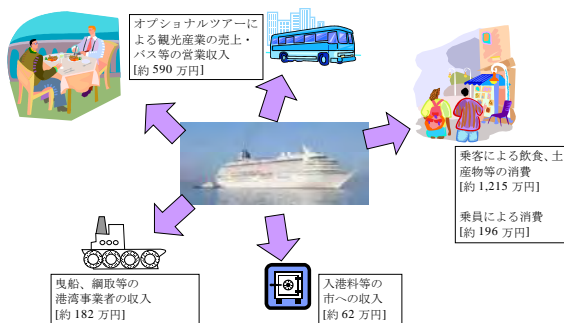 オプショナルツアーに
よる観光産業の売上・
バス等の営業収入
[約 590 万円]
乗客による飲食、土
産物等の消費
[約 1,215 万円]
乗員による消費
[約 196 万円]
曳船、綱取等の
港湾事業者の収入
[約 182 万円]
入港料等の
市への収入
[約 62 万円]